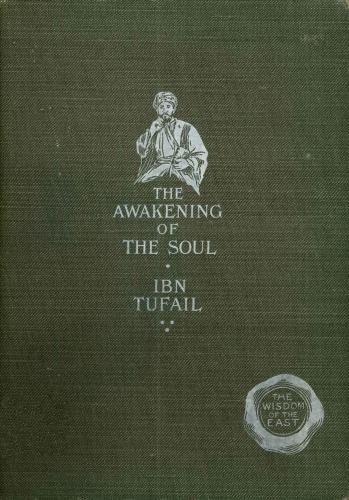 THE
AWAKENING
OF
THE SOUL
IBN
TUFAIL
THE
WISDOM
OF THE
EAST